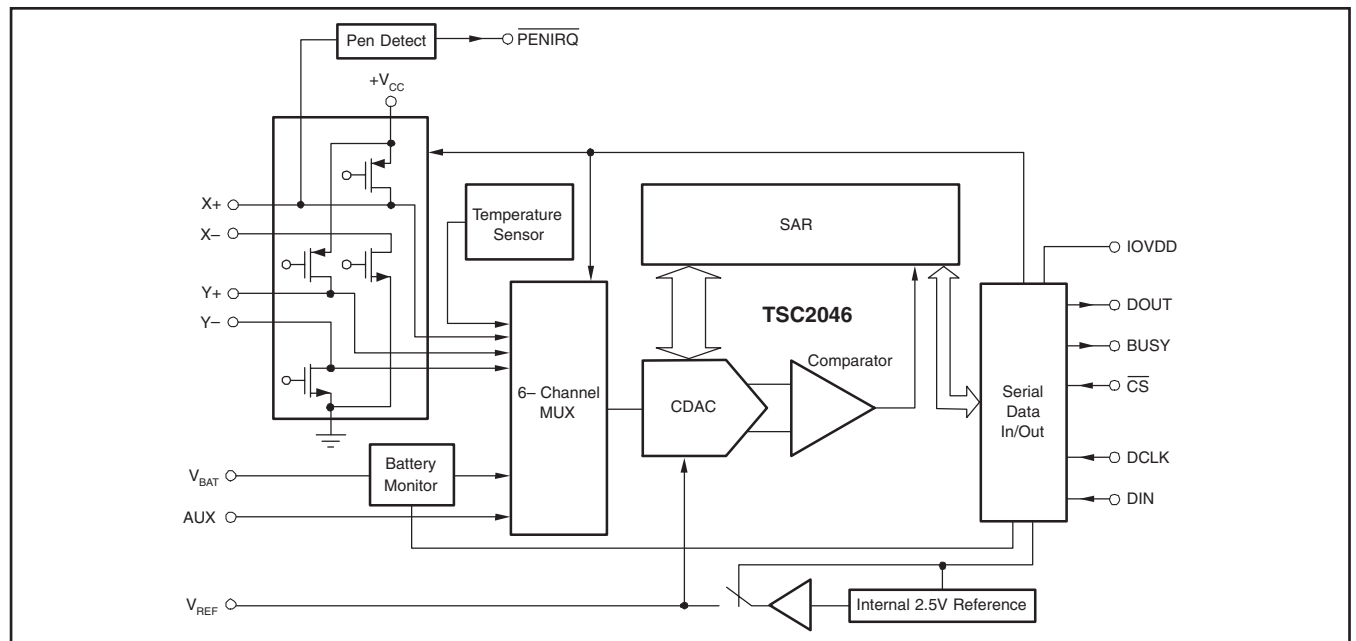 Pen Detect
PENIRQ
+VCC
X+
X–
Y+
Y–
Temperature
Sensor
SAR
TSC2046
6– Channel
MUX
CDAC
Comparator
Serial
Data
In/Out
IOVDD
DOUT
BUSY
CS
DCLK
DIN
VBAT
Battery
Monitor
AUX
VREF
Internal 2.5V Reference